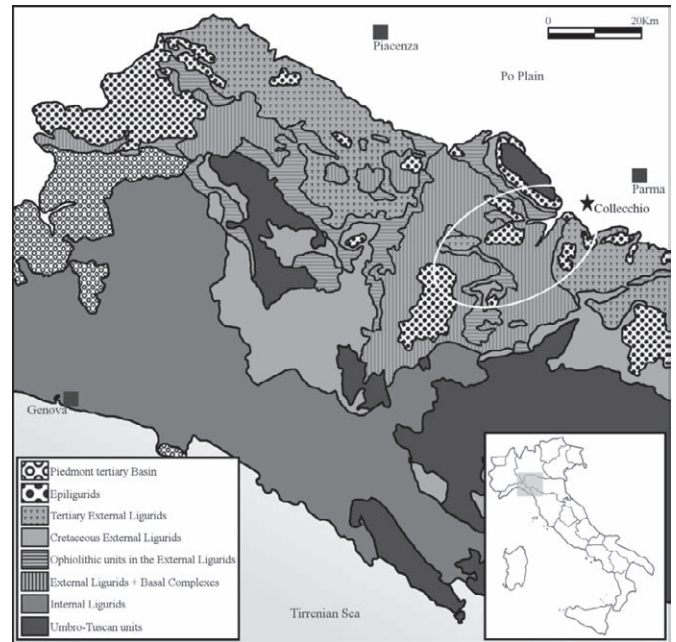 0 20Km
Piacenza
Po Plain
Parma
Collecchio
Genova
Piedmont tertiary Basin
Epiligurids
Tertiary External Ligurids
Cretaceous External Ligurids
Ophiolithic units in the External Ligurids
External Ligurids + Basal Complexes
Internal Ligurids
Umbro-Tuscan units
Tirrenian Sea